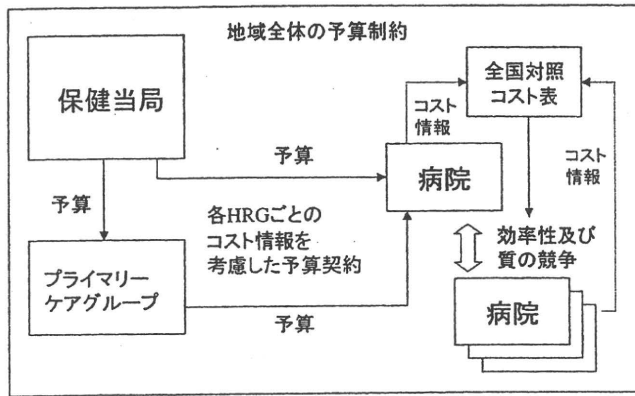 地域全体の予算制約
保健当局
全国対照
コスト表
コスト
情報
予算
病院
コスト
情報
予算
各HRGごとの
コスト情報を
考慮した予算契約
効率性及び
質の競争
プライマリー
ケアグループ
予算
病院